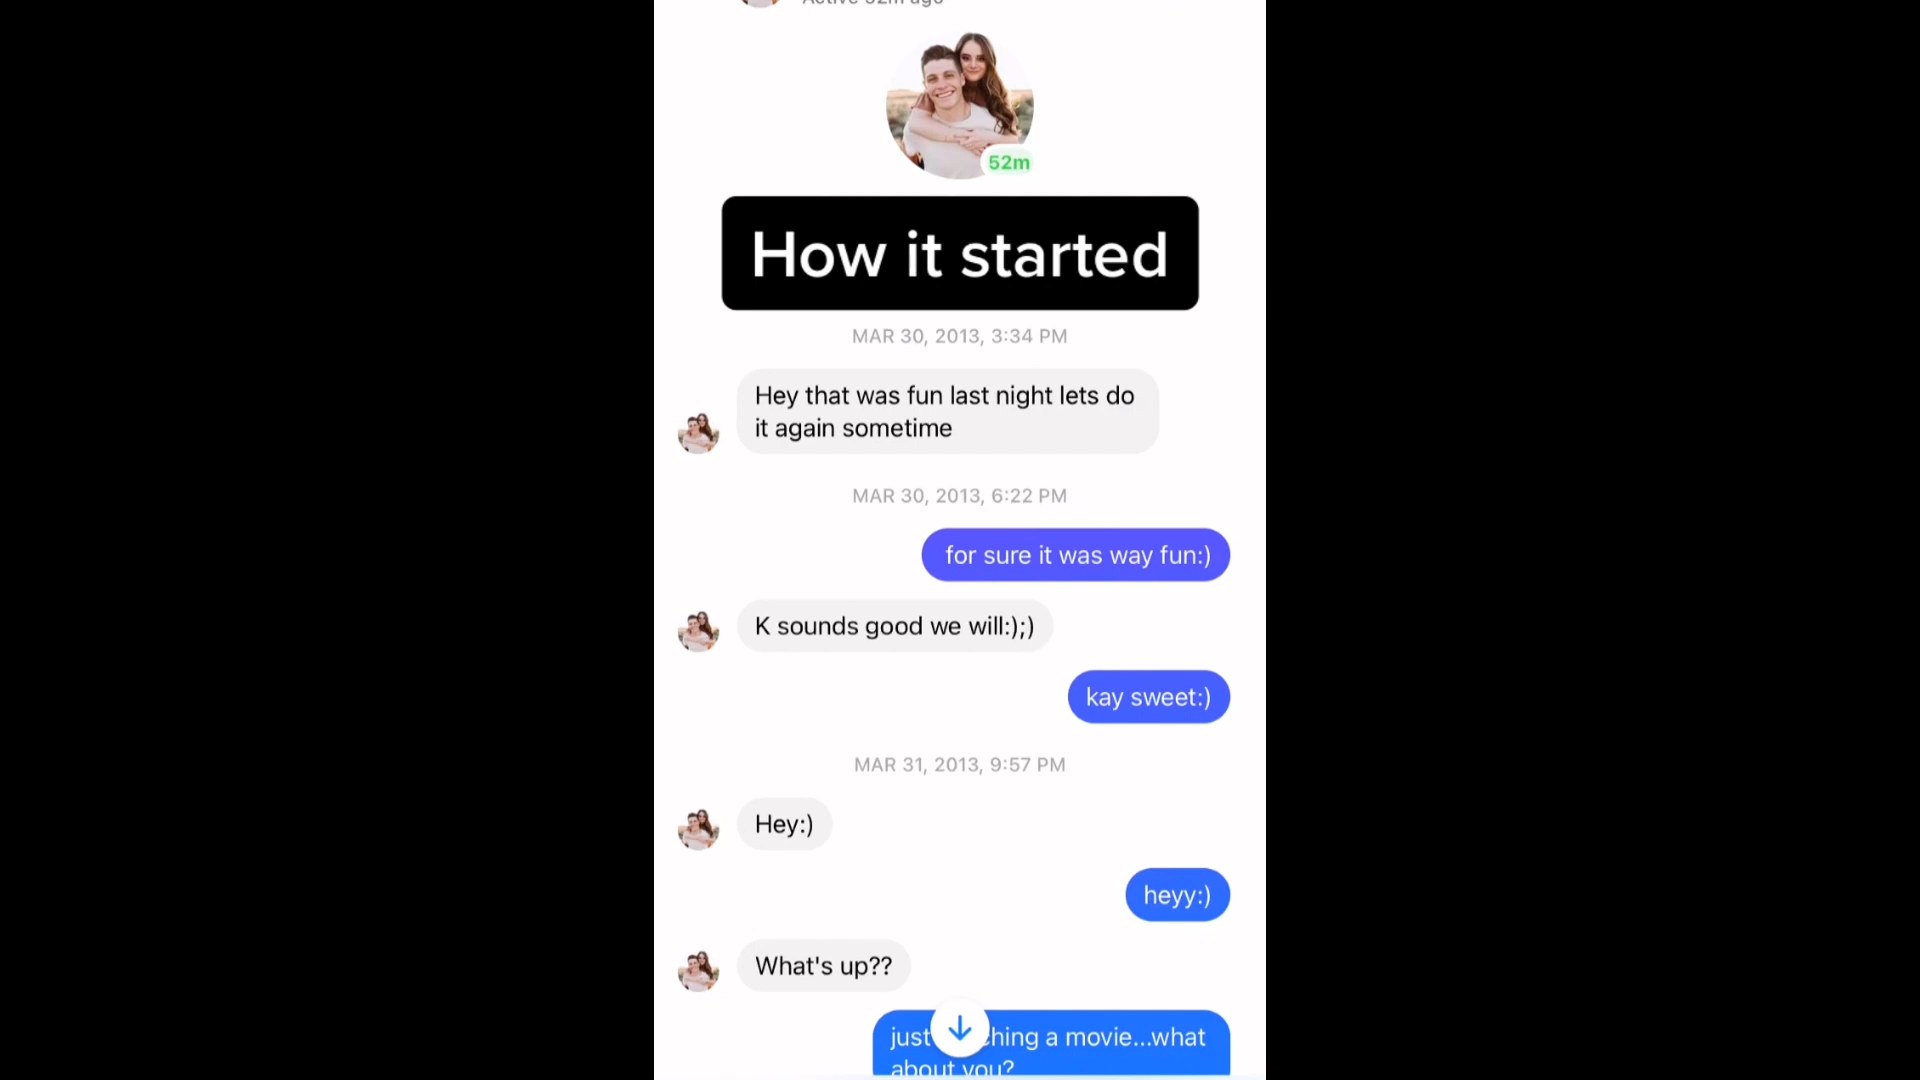 52m
How it started
MAR 30, 2013, 3:34 PM
Hey that was fun last night lets do
it again sometime
MAR 30, 2013, 6:22 PM
for sure it was way fun:)
K sounds good we will:);)
kay sweet:)
MAR 31, 2013, 9:57 PM
Hey:)
heyy:)
What's up??
just hing a movie...what
about you?